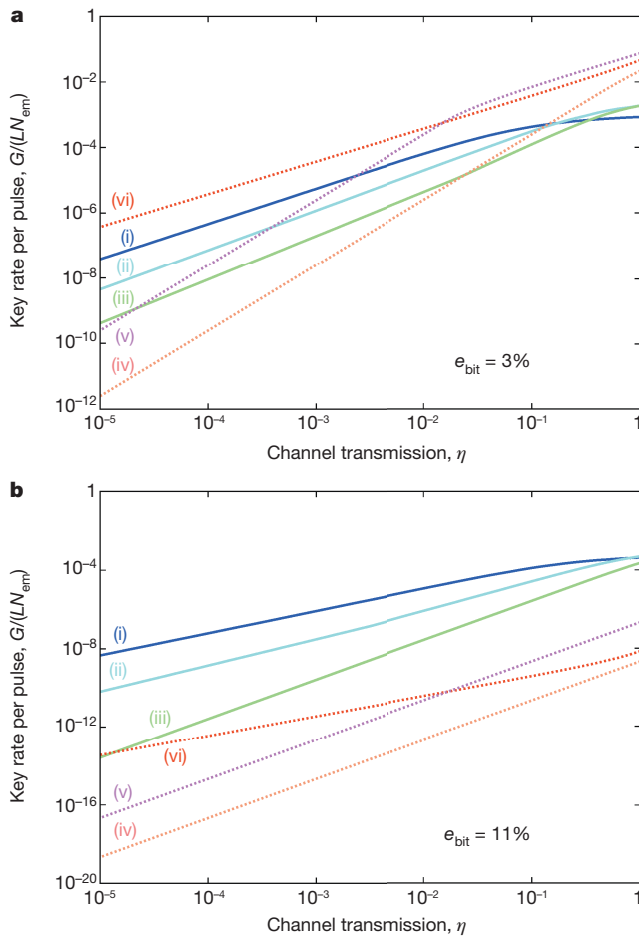 a
Key rate per pulse, G/(LN_em)
1
10⁻²
10⁻⁴
10⁻⁶
10⁻⁸
10⁻¹⁰
10⁻¹²
(vi)
(i)
(ii)
(iii)
(v)
(iv)
e_bit = 3%
10⁻⁵ 10⁻⁴ 10⁻³ 10⁻² 10⁻¹ 1
Channel transmission, η
b
Key rate per pulse, G/(LN_em)
1
10⁻⁴
10⁻⁸
10⁻¹²
10⁻¹⁶
10⁻²⁰
(i)
(ii)
(iii)
(vi)
(v)
(iv)
e_bit = 11%
10⁻⁵ 10⁻⁴ 10⁻³ 10⁻² 10⁻¹ 1
Channel transmission, η